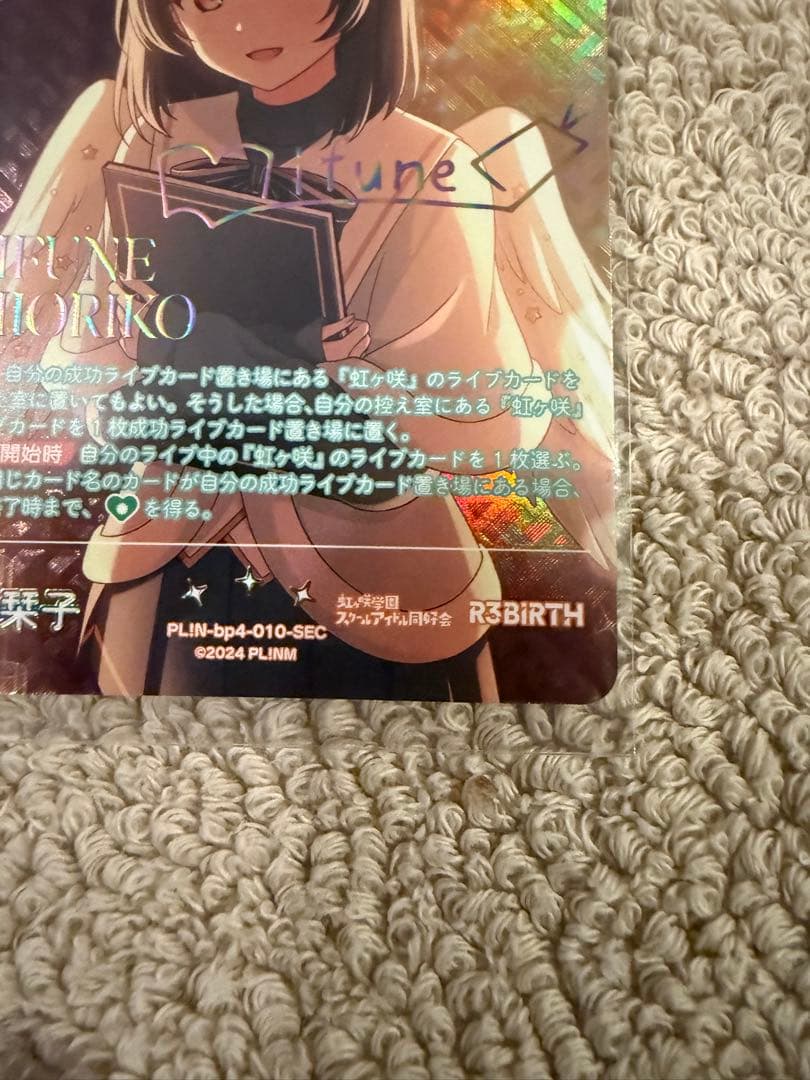 Mifune
IFUNE
HIORIKO
自分の成功ライブカード置き場にある『虹ヶ咲』のライブカードを
室に置いてもよい。そうした場合、自分の控え室にある『虹ヶ咲』
カードを1枚成功ライブカード置き場に置く。
開始時 自分のライブ中の『虹ヶ咲』のライブカードを1枚選ぶ。
じカード名のカードが自分の成功ライブカード置き場にある場合、
了時まで、を得る。
栞子
PL!N-bp4-010-SEC
©2024 PL!NM
虹ヶ咲学園
スクールアイドル同好会
R3BIRTH